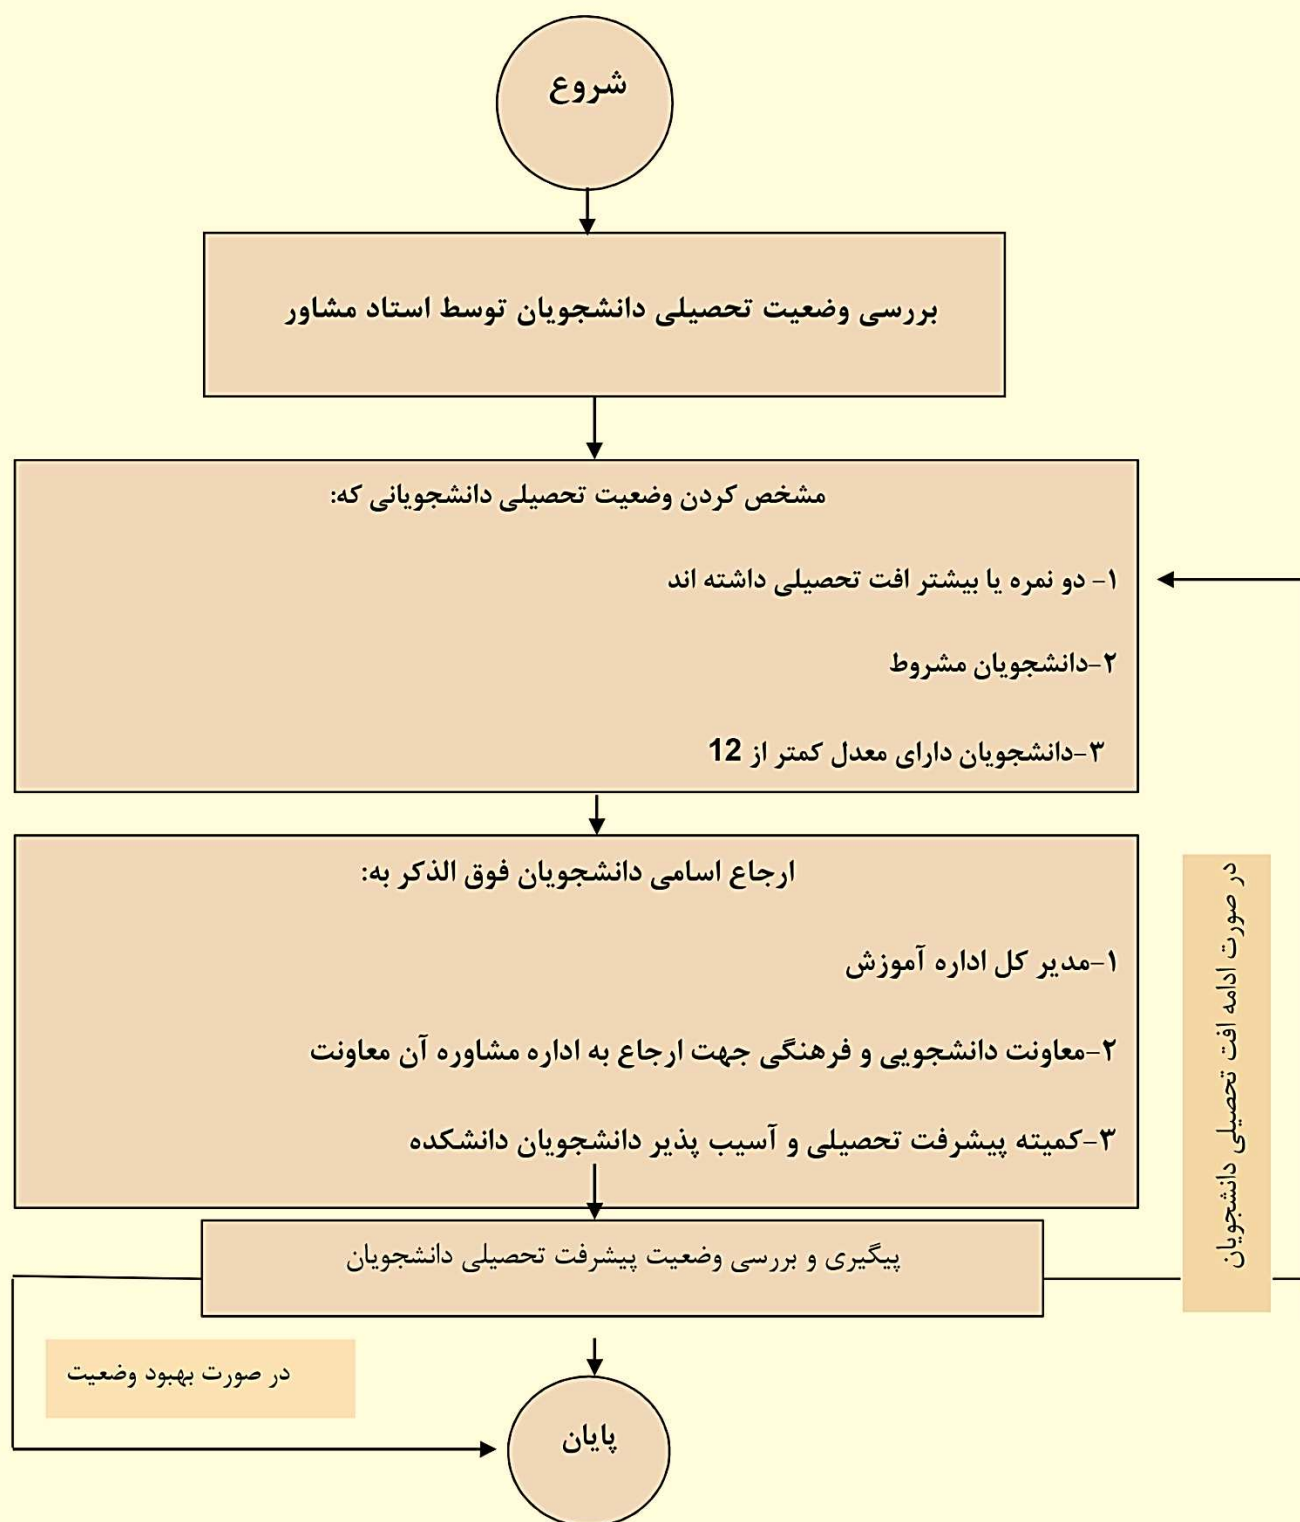 شروع
بررسی وضعیت تحصیلی دانشجویان توسط استاد مشاور
مشخص کردن وضعیت تحصیلی دانشجویانی که:
۱- دو نمره یا بیشتر افت تحصیلی داشته اند
۲-دانشجویان مشروط
۳-دانشجویان دارای معدل کمتر از 12
ارجاع اسامی دانشجویان فوق الذکر به:
۱-مدیر کل اداره آموزش
۲-معاونت دانشجویی و فرهنگی جهت ارجاع به اداره مشاوره آن معاونت
۳-کمیته پیشرفت تحصیلی و آسیب پذیر دانشجویان دانشکده
در صورت ادامه افت تحصیلی دانشجویان
پیگیری و بررسی وضعیت پیشرفت تحصیلی دانشجویان
در صورت بهبود وضعیت
پایان